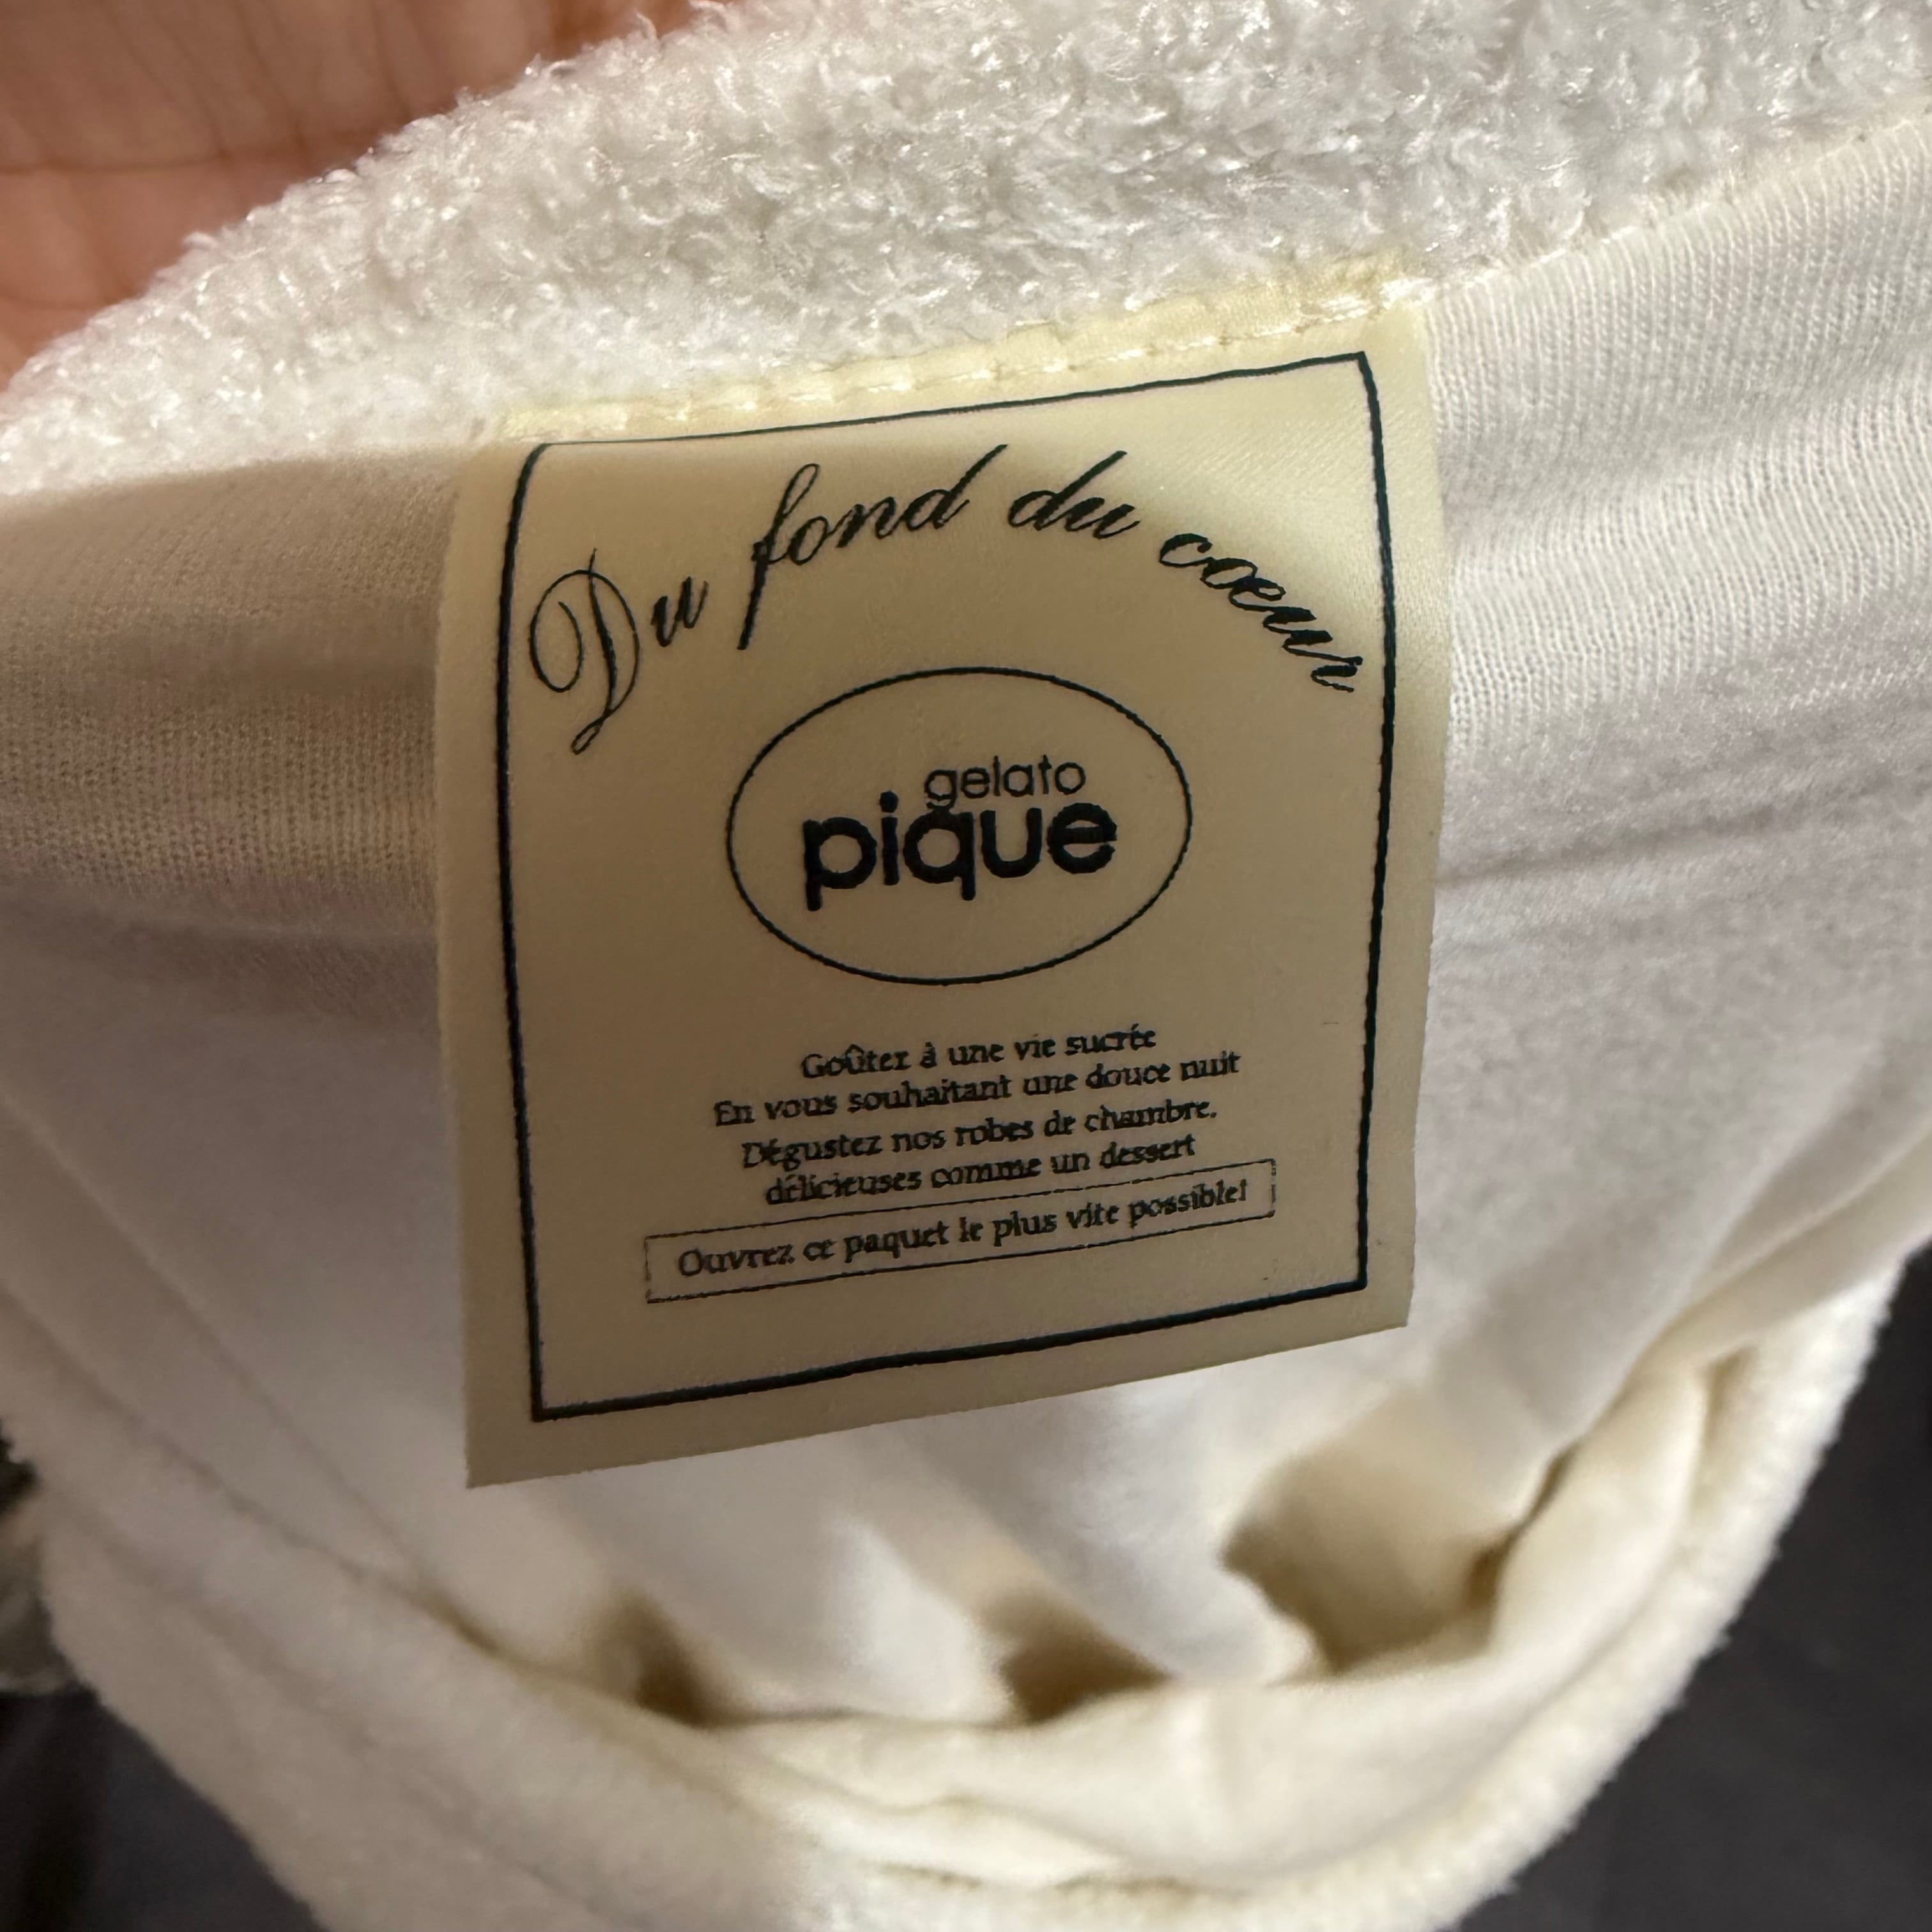 Du fond du cœur
gelato
pique
Goûtez à une vie sucrée
En vous souhaitant une douce nuit
Dégustez nos robes de chambre,
délicieuses comme un dessert
Ouvrez ce paquet le plus vite possible!